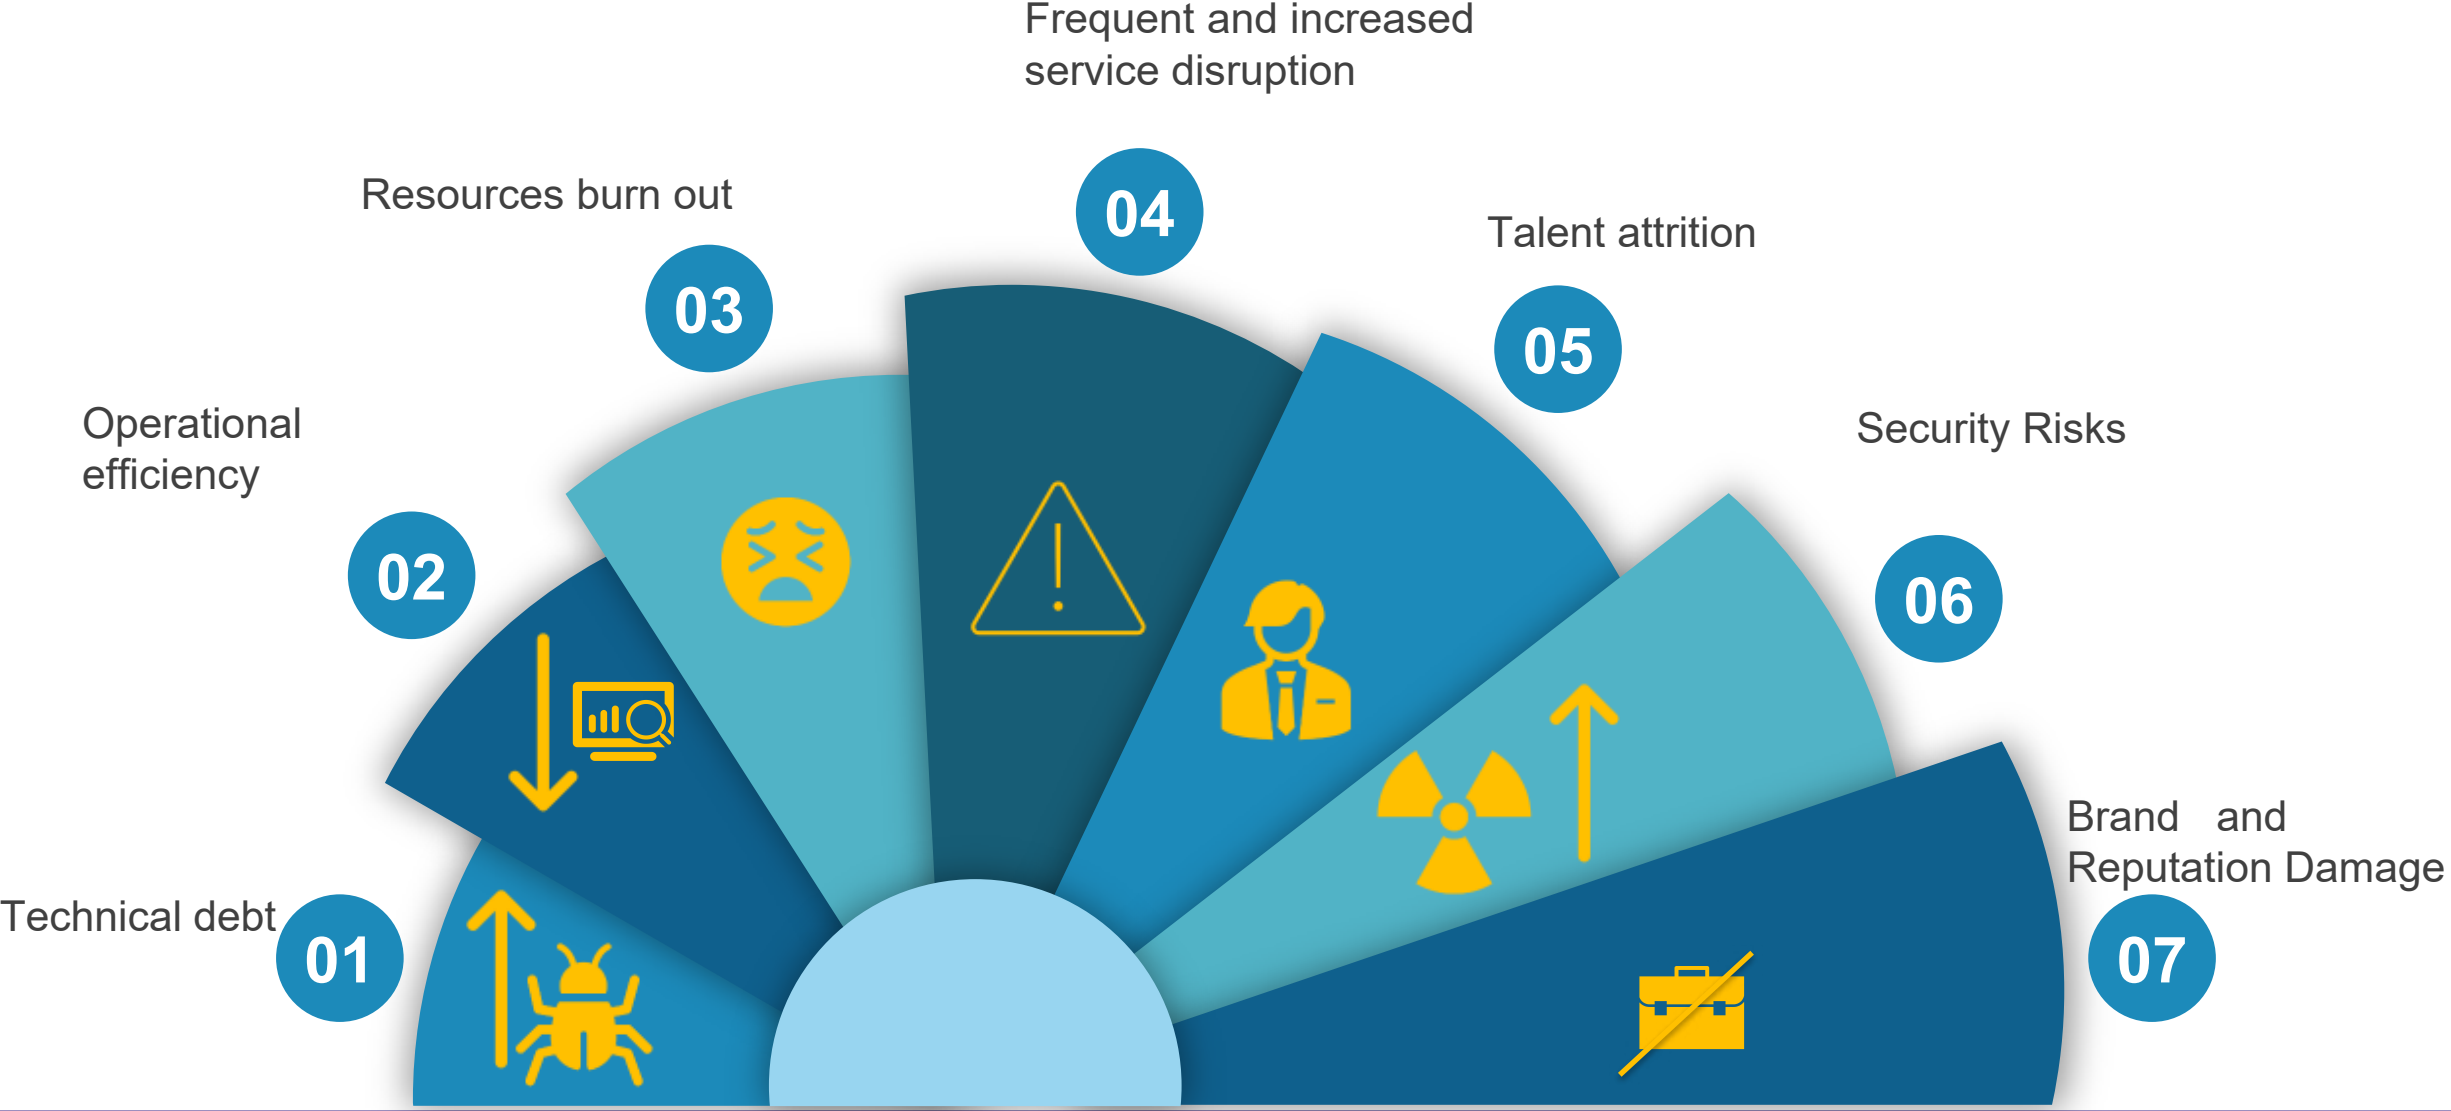 Technical debt
01
Operational
efficiency
02
Resources burn out
03
Frequent and increased
service disruption
04
Talent attrition
05
Security Risks
06
Brand and
Reputation Damage
07